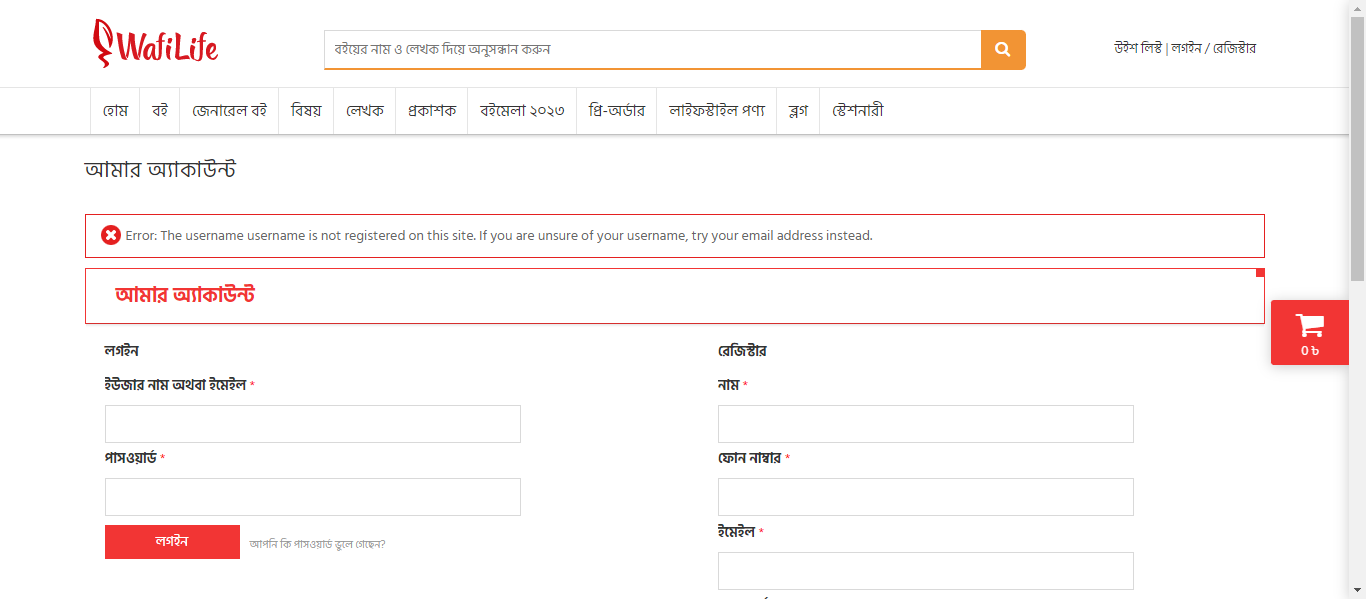 WafiLife
বইয়ের নাম ও লেখক দিয়ে অনুসন্ধান করুন
উইশ লিস্ট | লগইন / রেজিস্টার
হোম বই জেনারেল বই বিষয় লেখক প্রকাশক বইমেলা ২০২৩ প্রি-অর্ডার লাইফস্টাইল পণ্য ব্লগ স্টেশনারী
আমার অ্যাকাউন্ট
Error: The username username is not registered on this site. If you are unsure of your username, try your email address instead.
আমার অ্যাকাউন্ট
0 ৳
লগইন
ইউজার নাম অথবা ইমেইল *
পাসওয়ার্ড *
লগইন
আপনি কি পাসওয়ার্ড ভুলে গেছেন?
রেজিস্টার
নাম *
ফোন নাম্বার *
ইমেইল *